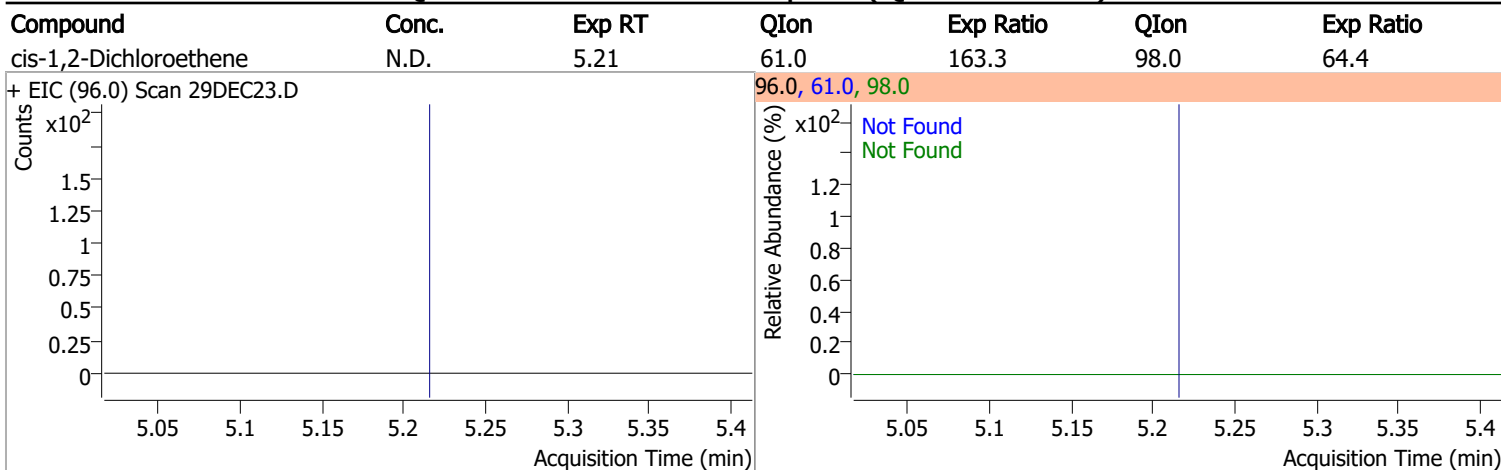 Compound Conc. Exp RT QIon Exp Ratio QIon Exp Ratio
cis-1,2-Dichloroethene N.D. 5.21 61.0 163.3 98.0 64.4
+ EIC (96.0) Scan 29DEC23.D
Counts
x10²
1.5
1.25
1
0.75
0.5
0.25
0
5.05 5.1 5.15 5.2 5.25 5.3 5.35 5.4
Acquisition Time (min)
96.0, 61.0, 98.0
Relative Abundance (%)
x10²
Not Found
Not Found
1.2
1
0.8
0.6
0.4
0.2
0
5.05 5.1 5.15 5.2 5.25 5.3 5.35 5.4
Acquisition Time (min)